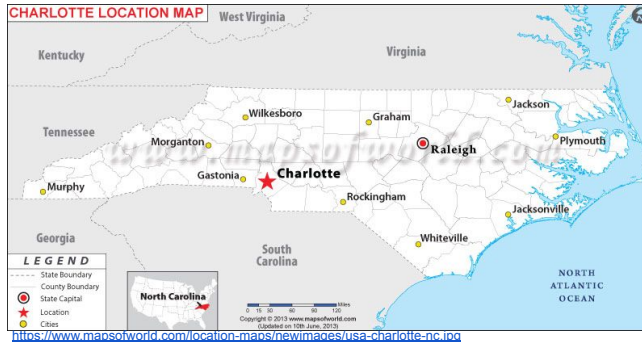 CHARLOTTE LOCATION MAP
West Virginia
Kentucky
Virginia
Jackson
Wilkesboro
Graham
Tennessee
Morganton
Plymouth
www.mapsofworld.com
Raleigh
Gastonia
Charlotte
Murphy
Rockingham
Jacksonville
Georgia
Whiteville
South
Carolina
LEGEND
State Boundary
County Boundary
State Capital
Location
Cities
North Carolina
NORTH
ATLANTIC
OCEAN
0 15 30 60 90 120 Miles
Copyright © 2013 www.mapsofworld.com
(Updated on 10th June, 2013)
https://www.mapsofworld.com/location-maps/newimages/usa-charlotte-nc.jpg